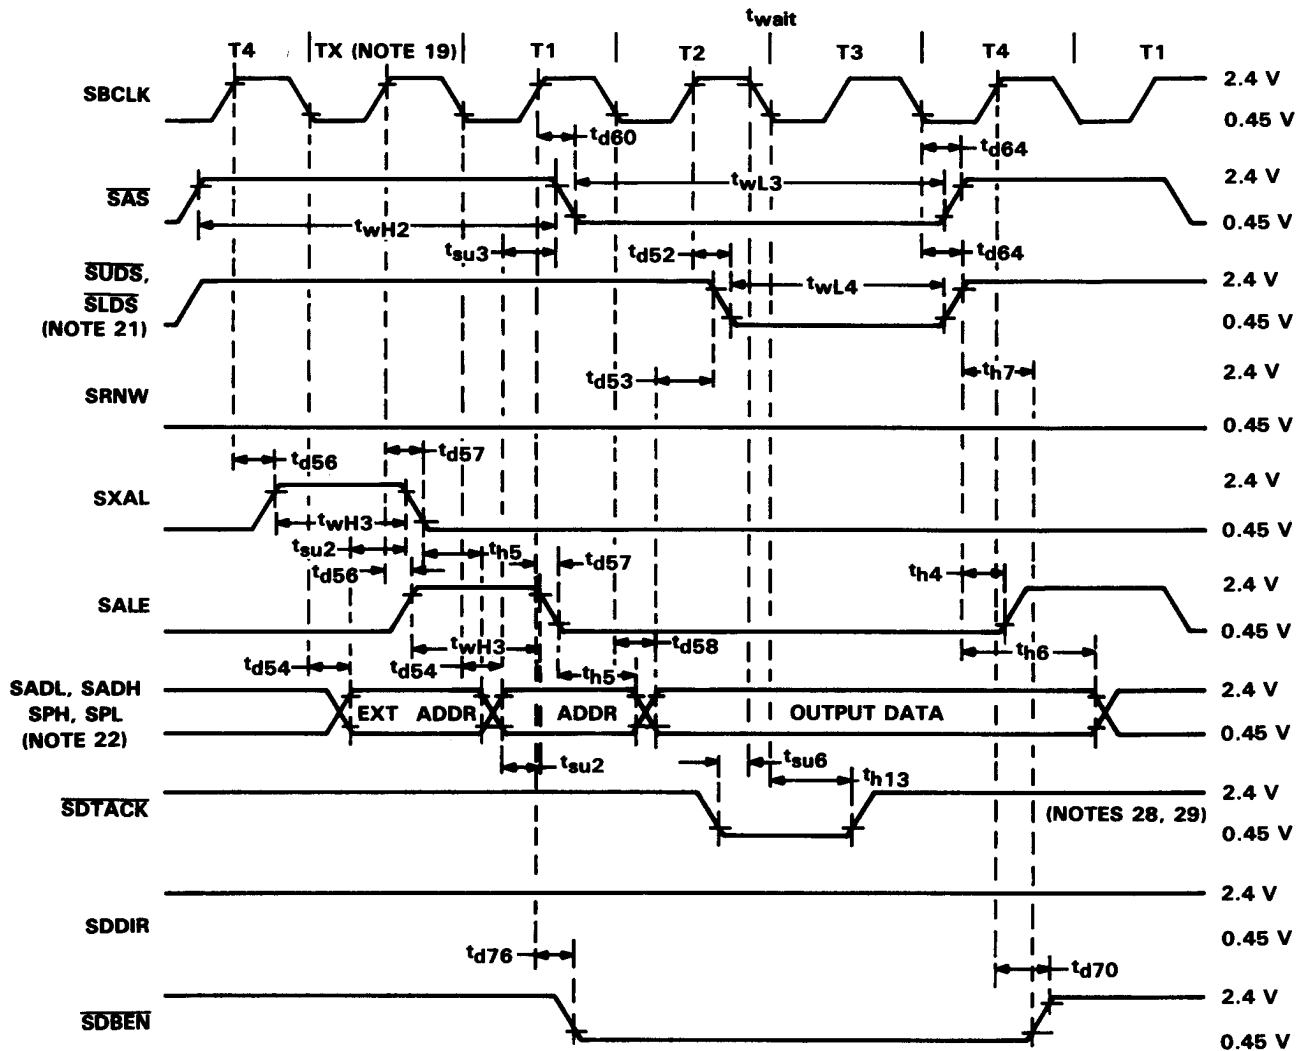 twait
T4 TX (NOTE 19) T1 T2 T3 T4 T1
SBCLK 2.4 V
0.45 V
td60 td64
SAS 2.4 V
twL3
0.45 V
twH2
tsu3 td52 td64
SUDS, 2.4 V
SLDS twL4
(NOTE 21) 0.45 V
td53 th7 2.4 V
SRNW
0.45 V
td56 td57
SXAL 2.4 V
twH3 0.45 V
tsu2 th5 td57
td56 th4 2.4 V
SALE
0.45 V
twH3 td58
td54 td54 th5 th6
SADL, SADH 2.4 V
SPH, SPL EXT ADDR ADDR OUTPUT DATA
(NOTE 22) 0.45 V
tsu2 tsu6 th13
SDTACK 2.4 V
(NOTES 28, 29)
0.45 V
2.4 V
SDDIR
0.45 V
td76 td70
2.4 V
SDBEN
0.45 V